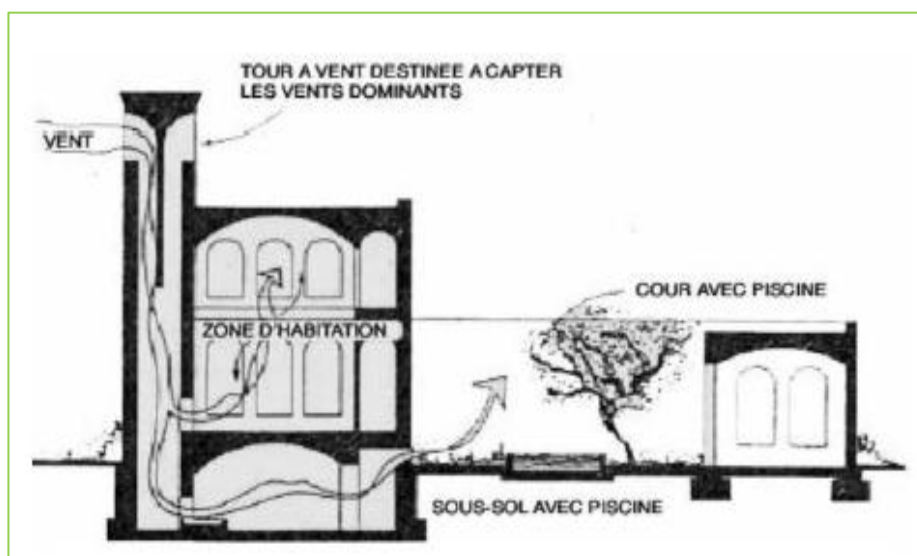 TOUR A VENT DESTINEE A CAPTER
LES VENTS DOMINANTS
VENT
COUR AVEC PISCINE
ZONE D'HABITATION
SOUS-SOL AVEC PISCINE